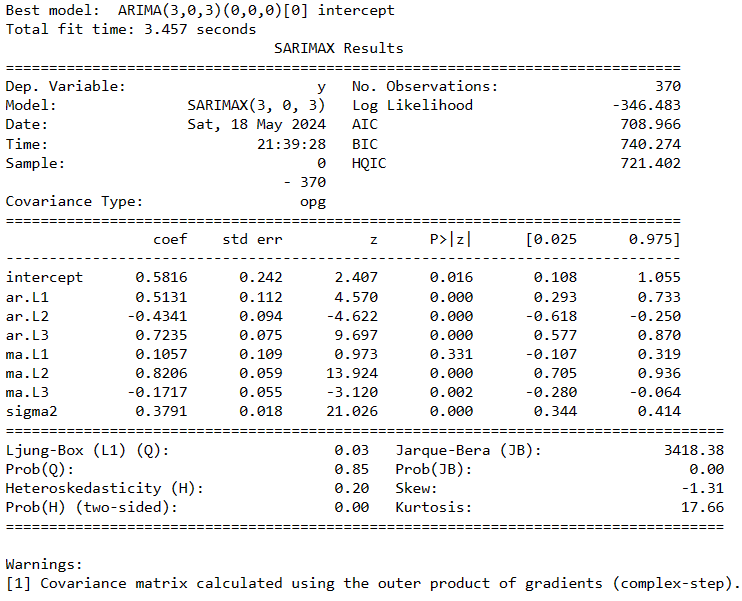 Best model:  ARIMA(3,0,3)(0,0,0)[0] intercept
Total fit time: 3.457 seconds
                               SARIMAX Results
==============================================================================
Dep. Variable:                      y   No. Observations:                  370
Model:               SARIMAX(3, 0, 3)   Log Likelihood                -346.483
Date:                Sat, 18 May 2024   AIC                            708.966
Time:                        21:39:28   BIC                            740.274
Sample:                             0   HQIC                           721.402
                                - 370
Covariance Type:                  opg
==============================================================================
                 coef    std err          z      P>|z|      [0.025      0.975]
------------------------------------------------------------------------------
intercept      0.5816      0.242      2.407      0.016       0.108       1.055
ar.L1          0.5131      0.112      4.570      0.000       0.293       0.733
ar.L2         -0.4341      0.094     -4.622      0.000      -0.618      -0.250
ar.L3          0.7235      0.075      9.697      0.000       0.577       0.870
ma.L1          0.1057      0.109      0.973      0.331      -0.107       0.319
ma.L2          0.8206      0.059     13.924      0.000       0.705       0.936
ma.L3         -0.1717      0.055     -3.120      0.002      -0.280      -0.064
sigma2         0.3791      0.018     21.026      0.000       0.344       0.414
===================================================================================
Ljung-Box (L1) (Q):                   0.03   Jarque-Bera (JB):              3418.38
Prob(Q):                              0.85   Prob(JB):                         0.00
Heteroskedasticity (H):               0.20   Skew:                            -1.31
Prob(H) (two-sided):                  0.00   Kurtosis:                        17.66
===================================================================================

Warnings:
[1] Covariance matrix calculated using the outer product of gradients (complex-step).